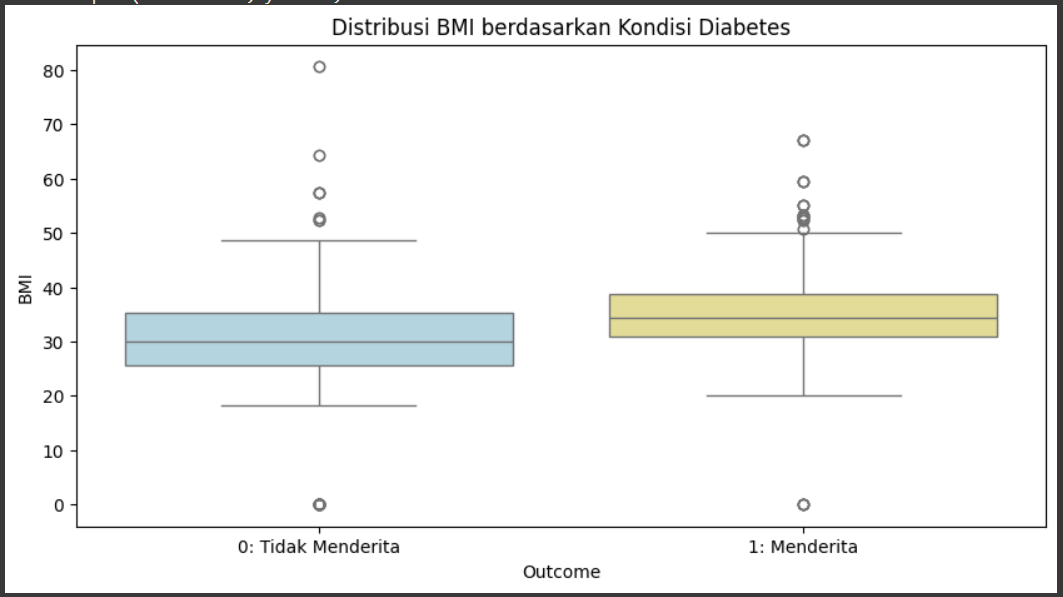 Distribusi BMI berdasarkan Kondisi Diabetes
80
70
60
50
40
30
20
10
0
BMI
0: Tidak Menderita
1: Menderita
Outcome